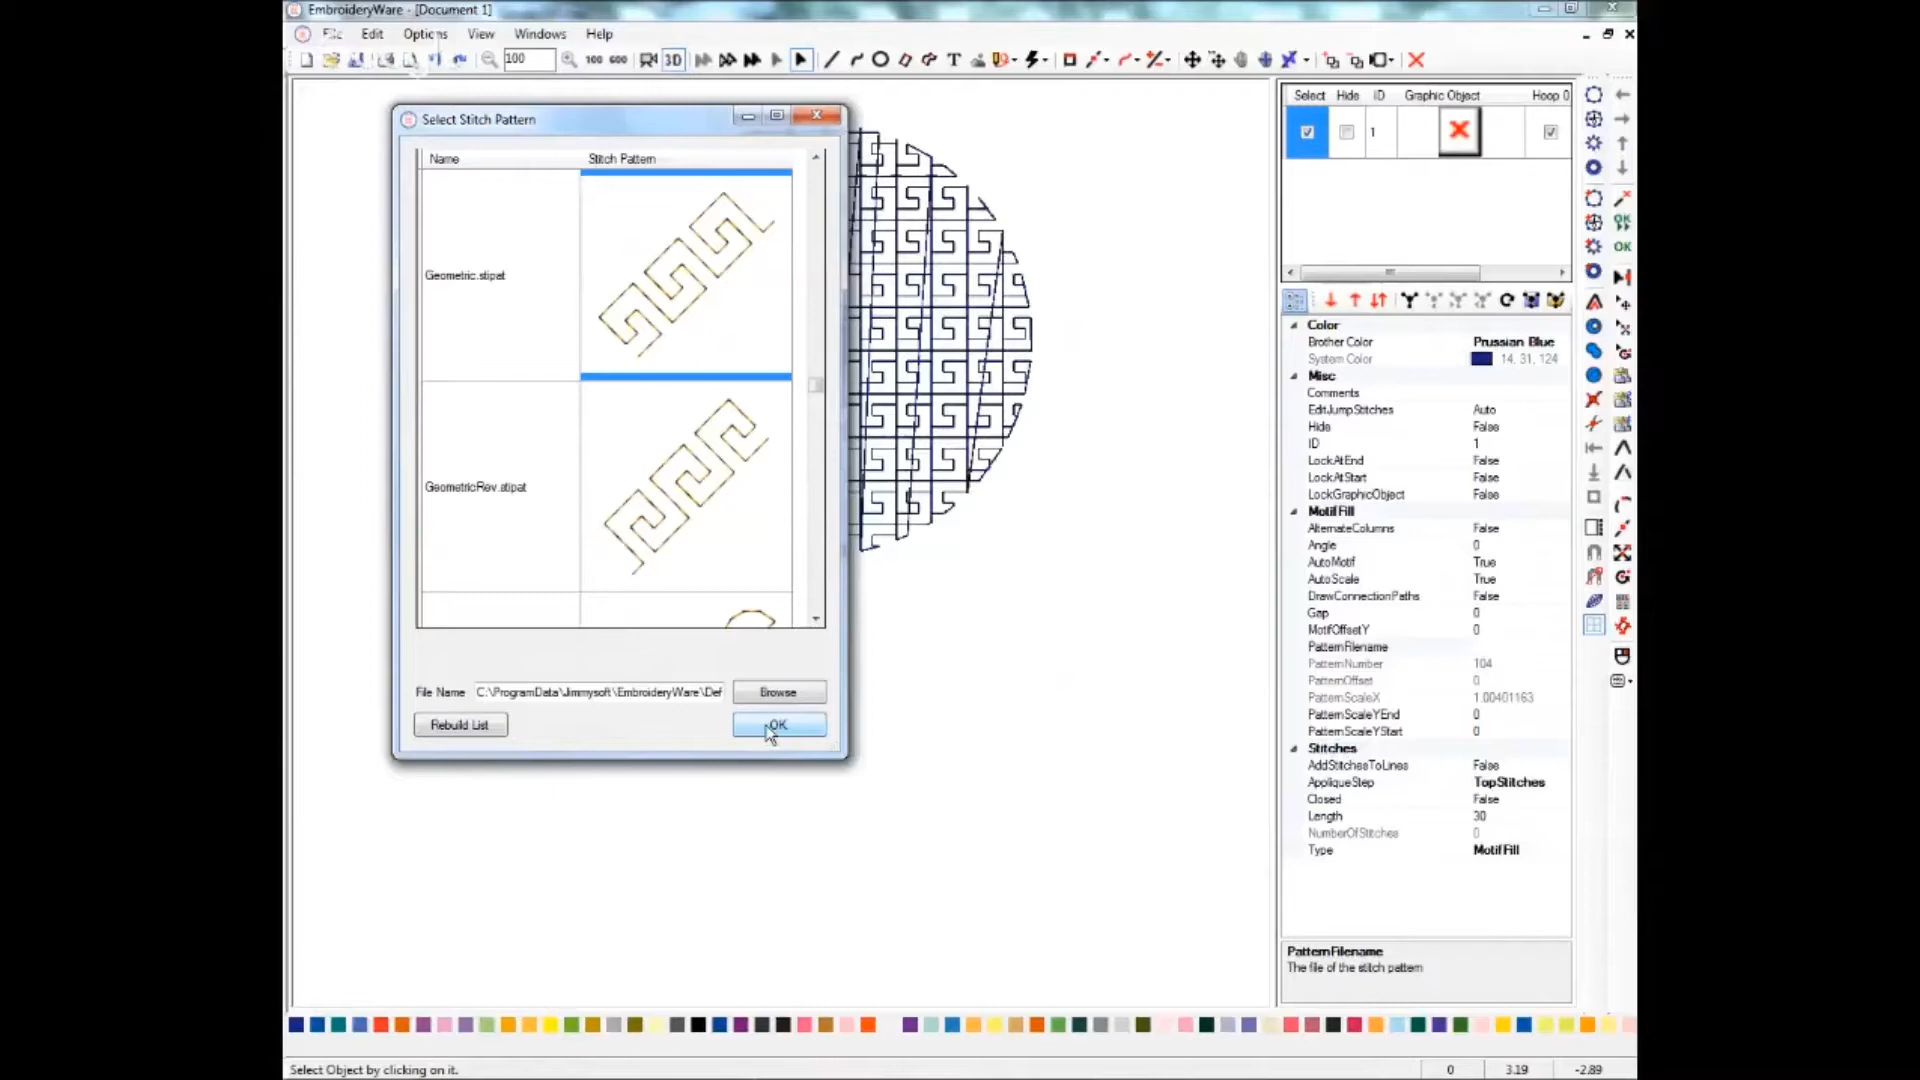 EmbroideryWare - [Document 1]
File Edit Options View Windows Help
100 100 600 3D
Select Stitch Pattern
Name Stitch Pattern
Geometric.stipat
GeometricRev.stipat
File Name C:\ProgramData\Jimmysoft\EmbroideryWare\Def Browse
Rebuild List OK
Select Hide ID Graphic Object Hoop 0
1
OK
OK
Color
Brother Color Prussian Blue
System Color 14, 31, 124
Misc
Comments
EditJumpStitches Auto
Hide False
ID 1
LockAtEnd False
LockAtStart False
LockGraphicObject False
MotifFill
AlternateColumns False
Angle 0
AutoMotif True
AutoScale True
DrawConnectionPaths False
Gap 0
MotifOffsetY 0
PatternFilename
PatternNumber 104
PatternOffset 0
PatternScaleX 1.00401163
PatternScaleYEnd 0
PatternScaleYStart 0
Stitches
AddStitchesToLines False
AppliqueStep TopStitches
Closed False
Length 30
NumberOfStitches 0
Type MotifFill
PatternFilename
The file of the stitch pattern
Select Object by clicking on it. 0 3.19 -2.89